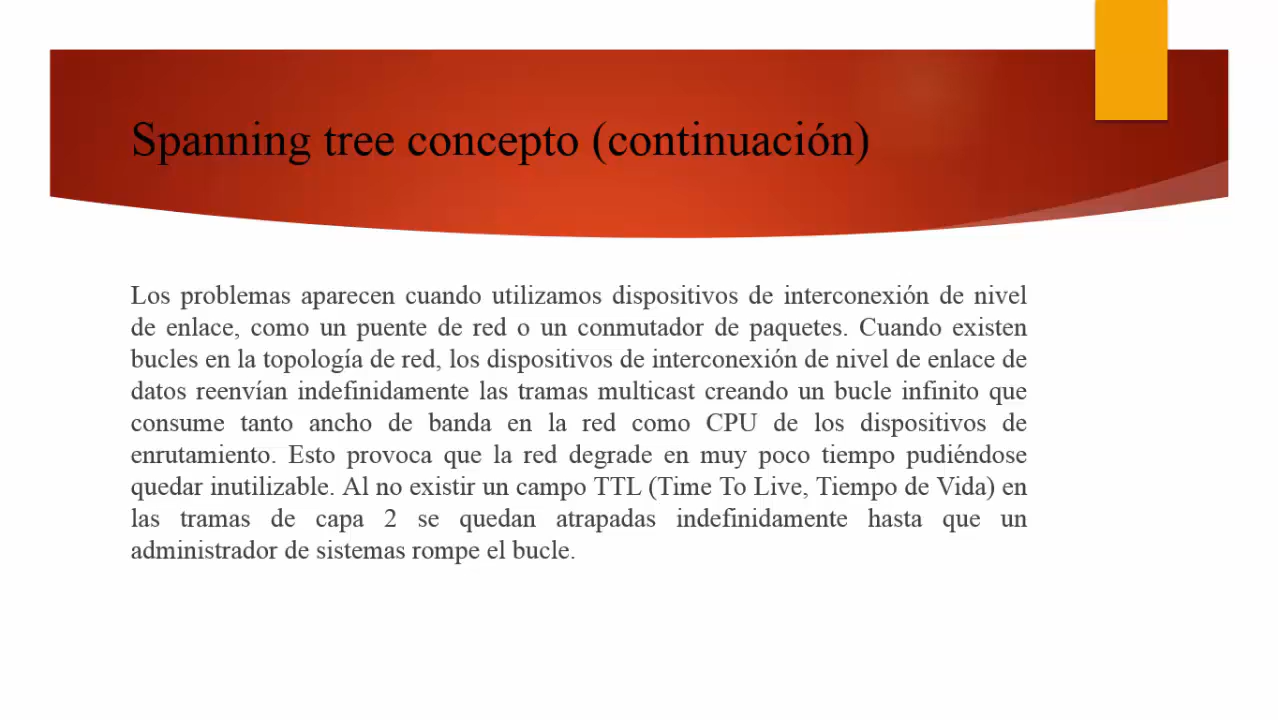 Spanning tree concepto (continuación)
Los problemas aparecen cuando utilizamos dispositivos de interconexión de nivel
de enlace, como un puente de red o un conmutador de paquetes. Cuando existen
bucles en la topología de red, los dispositivos de interconexión de nivel de enlace de
datos reenvían indefinidamente las tramas multicast creando un bucle infinito que
consume tanto ancho de banda en la red como CPU de los dispositivos de
enrutamiento. Esto provoca que la red degrade en muy poco tiempo pudiéndose
quedar inutilizable. Al no existir un campo TTL (Time To Live, Tiempo de Vida) en
las tramas de capa 2 se quedan atrapadas indefinidamente hasta que un
administrador de sistemas rompe el bucle.